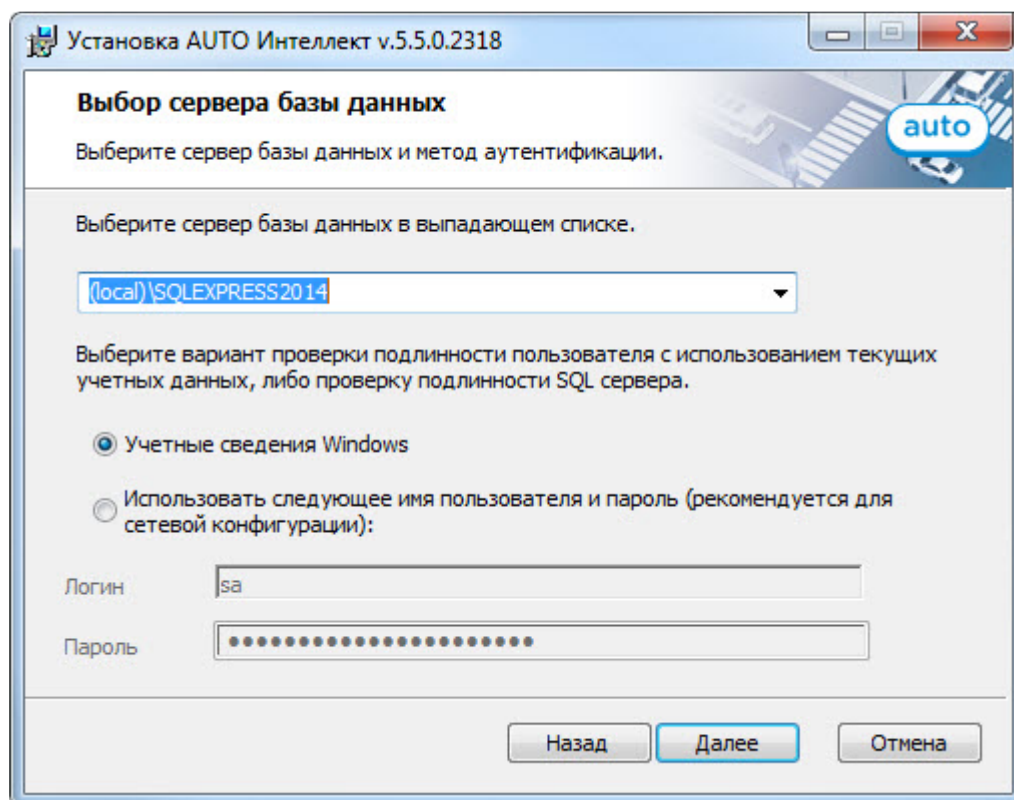 Установка AUTO Интеллект v.5.5.0.2318
Выбор сервера базы данных
auto
Выберите сервер базы данных и метод аутентификации.
Выберите сервер базы данных в выпадающем списке.
(local)\SQLEXPRESS2014
Выберите вариант проверки подлинности пользователя с использованием текущих
учетных данных, либо проверку подлинности SQL сервера.
Учетные сведения Windows
Использовать следующее имя пользователя и пароль (рекомендуется для
сетевой конфигурации):
Логин
sa
Пароль
Назад
Далее
Отмена